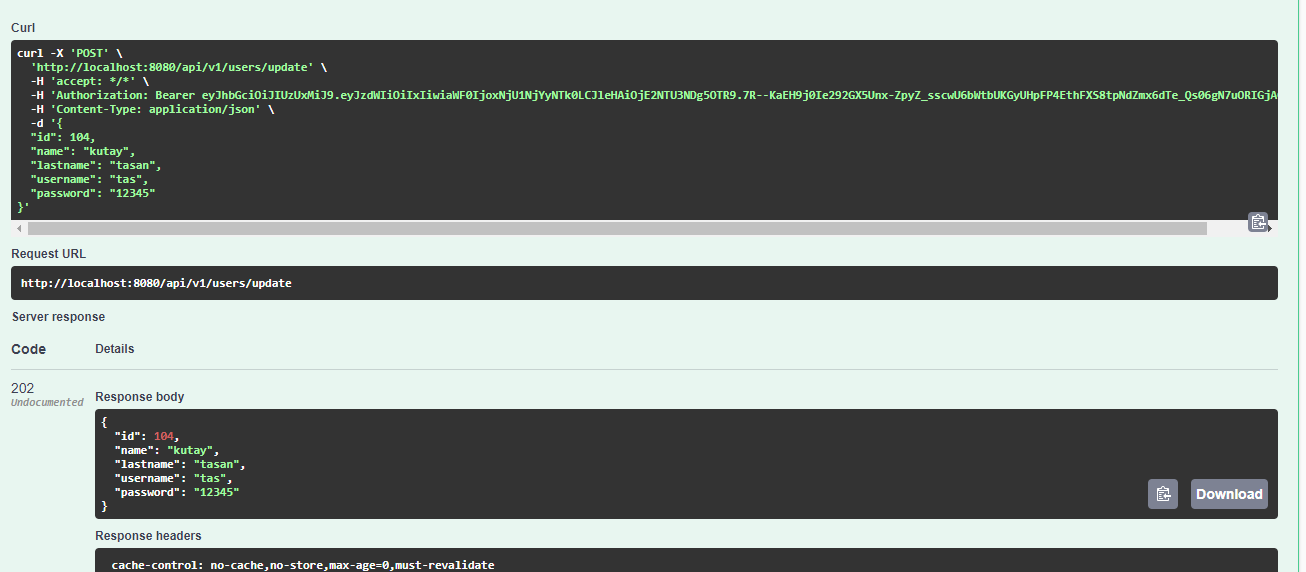 Curl
curl -X 'POST' \
'http://localhost:8080/api/v1/users/update' \
-H 'accept: */*' \
-H 'Authorization: Bearer eyJhbGciOiJIUzUxMiJ9.eyJzdWIiOiIxIiwiaWF0IjoxNjU1NjYyNTk0LCJleHAiOjE2NTU3NDg5OTR9.7R--KaEH9j0Ie292GX5Unx-ZpyZ_sscwU6bWtbUKGyUHpFP4EthFXS8tpNdZmx6dTe_Qs06gN7uORIGjA
-H 'Content-Type: application/json' \
-d '{
"id": 104,
"name": "kutay",
"lastname": "tasan",
"username": "tas",
"password": "12345"
}'
Request URL
http://localhost:8080/api/v1/users/update
Server response
Code Details
202
Undocumented
Response body
{
"id": 104,
"name": "kutay",
"lastname": "tasan",
"username": "tas",
"password": "12345"
}
Download
Response headers
cache-control: no-cache,no-store,max-age=0,must-revalidate